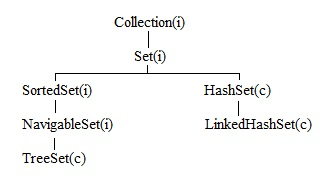 Collection(i)
Set(i)
SortedSet(i) HashSet(c)
NavigableSet(i) LinkedHashSet(c)
TreeSet(c)